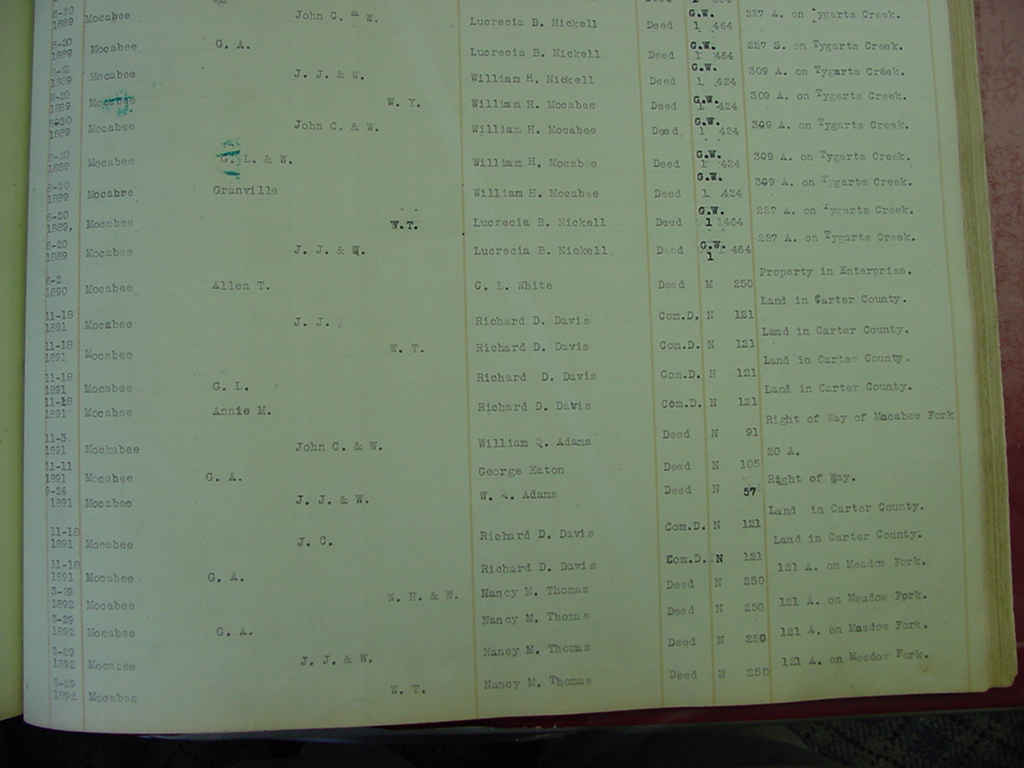 8-20
1889 Mocabee John C. & W. Lucrecia B. Nickell Deed G.W. 1 464 227 A. on Tygarts Creek.
8-20
1889 Mocabee G. A. Lucrecia B. Nickell Deed G.W. 1 464 227 S. on Tygarts Creek.
8-20
1889 Mocabee J. J. & W. William H. Nickell Deed G.W. 1 424 309 A. on Tygarts Creek.
8-20
1889 Mocabee W. Y. William H. Mocabee Deed G.W. 1 424 309 A. on Tygarts Creek.
8-20
1889 Mocabee John C. & W. William H. Mocabee Deed G.W. 1 424 309 A. on Tygarts Creek.
8-20
1889 Mocabee L. & W. William H. Mocabee Deed G.W. 1 424 309 A. on Tygarts Creek.
8-20
1889 Mocabee Granville William H. Mocabee Deed G.W. 1 424 309 A. on Tygarts Creek.
8-20
1889, Mocabee W.T. Lucrecia B. Nickell Deed G.W. 1 464 227 A. on Tygarts Creek.
8-20
1889 Mocabee J. J. & W. Lucrecia B. Nickell Deed G.W. 1 464 227 A. on Tygarts Creek.
1890 Mocabee Allen T. C. L. White Deed M 250 Property in Enterprise.
11-18
1891 Mocabee J. J. Richard D. Davis Com.D. N 121 Land in Carter County.
11-18
1891 Mocabee W. T. Richard D. Davis Com.D. N 121 Land in Carter County.
11-18
1891 Mocabee G. L. Richard D. Davis Com.D. N 121 Land in Carter County.
11-18
1891 Mocabee Annie M. Richard D. Davis Com.D. N 121 Land in Carter County.
11-3.
1891 Mockabee John C. & W. William Q. Adams Deed N 91 Right of Way of Mocabee Fork
11-11
1891 Mocabee G. A. George Eaton Deed N 105 20 A.
9-24
1891 Mocabee J. J. & W. W. Q. Adams Deed N 57 Right of Way.
11-18
1891 Mocabee J. C. Richard D. Davis Com.D. N 121 Land in Carter County.
11-18
1891 Mocabee G. A. Richard D. Davis Com.D. N 121 Land in Carter County.
3-29
1892 Mocabee W. H. & W. Nancy M. Thomas Deed N 250 121 A. on Meadow Fork.
3-29
1892 Mocabee G. A. Nancy M. Thomas Deed N 250 121 A. on Meadow Fork.
3-29
1892 Mocabee J. J. & W. Nancy M. Thomas Deed N 250 121 A. on Meadow Fork.
3-29
1892 Mocabee W. T. Nancy M. Thomas Deed N 250 121 A. on Meadow Fork.